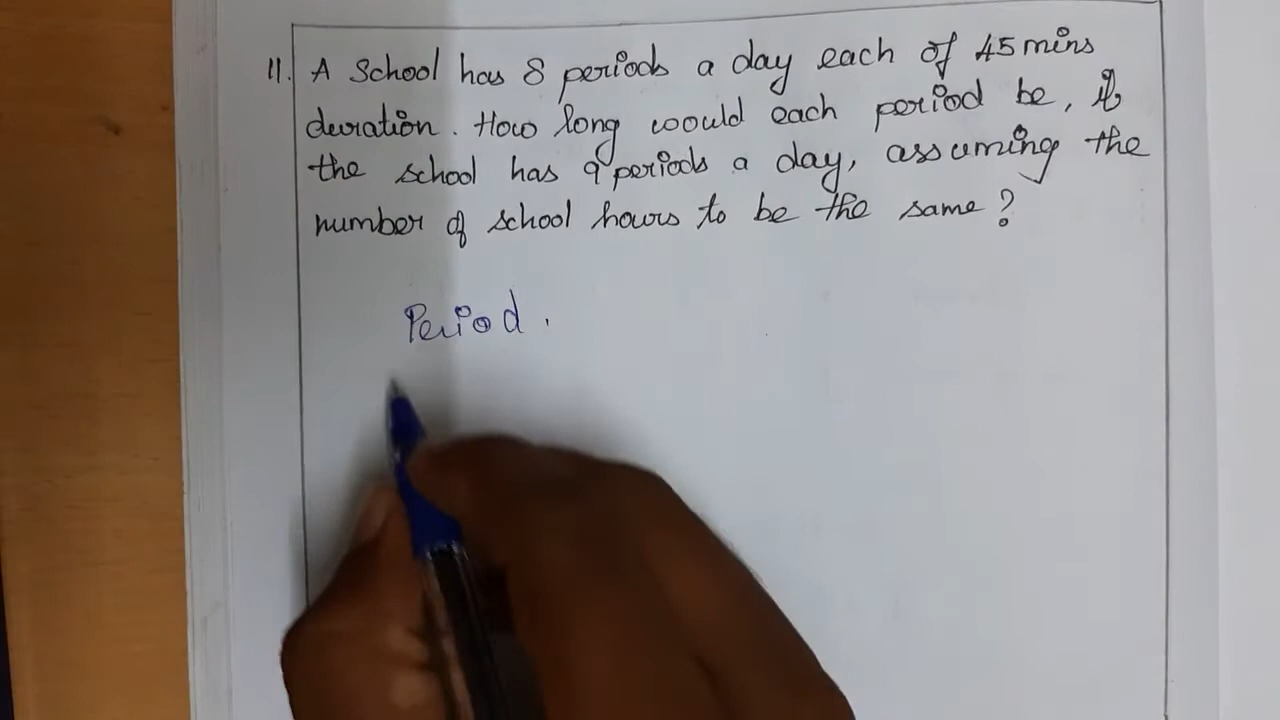 11. A School has 8 periods a day each of 45 mins
duration. How long would each period be, if
the school has 9 periods a day, assuming the
number of school hours to be the same?
Period.